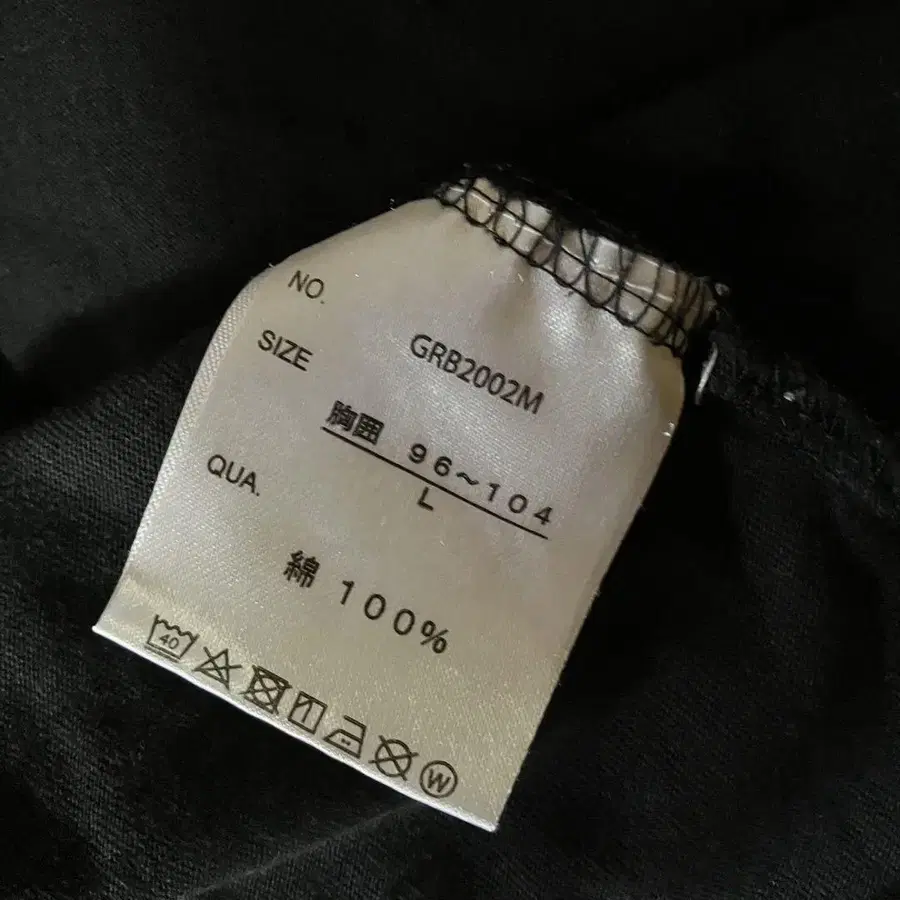 NO.
GRB2002M
SIZE
胸囲 96~104
L
QUA.
綿 100%
40
W